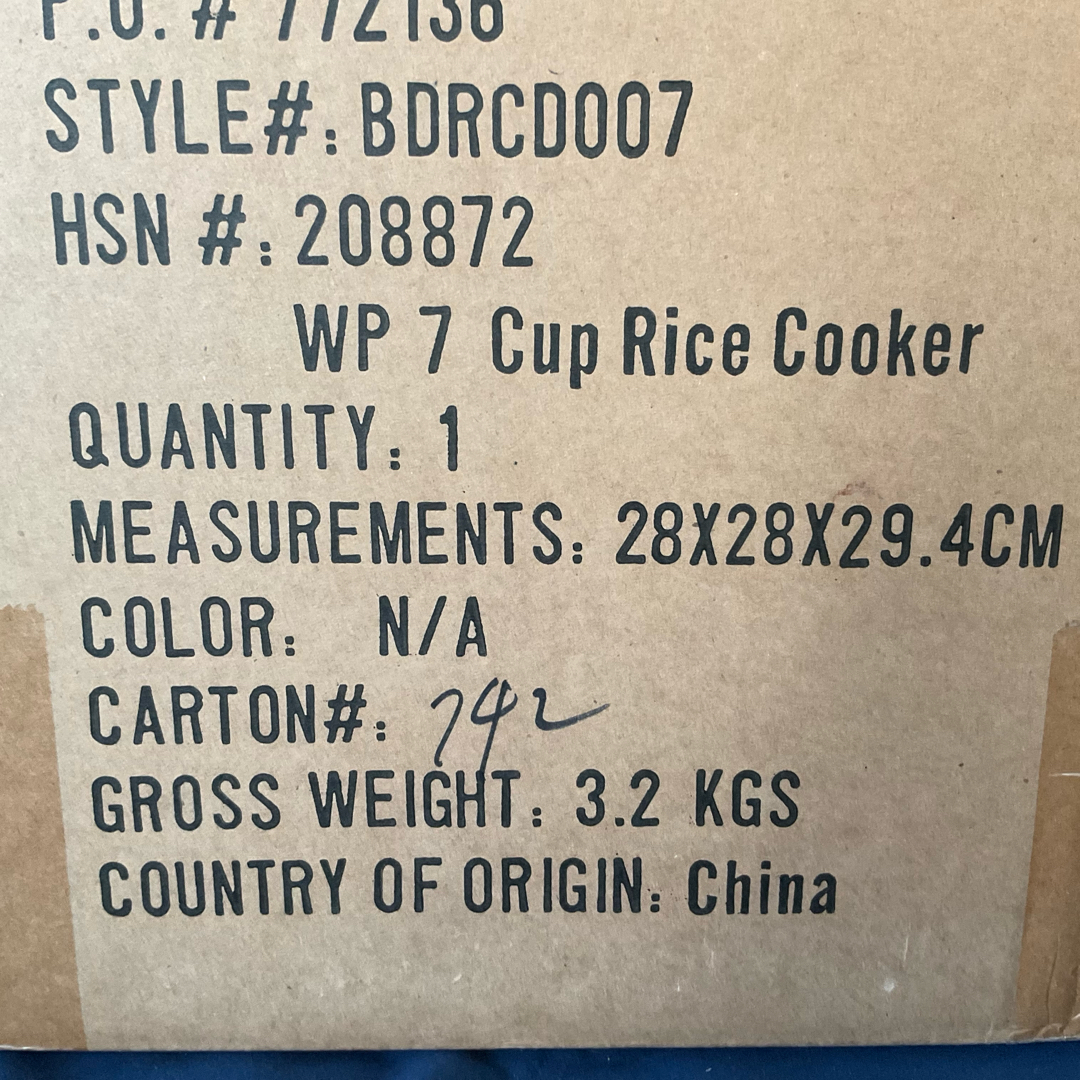 P.O. # 772136
STYLE#: BDRCD007
HSN #: 208872
WP 7 Cup Rice Cooker
QUANTITY: 1
MEASUREMENTS: 28X28X29.4CM
COLOR: N/A
CARTON#: 742
GROSS WEIGHT: 3.2 KGS
COUNTRY OF ORIGIN: China